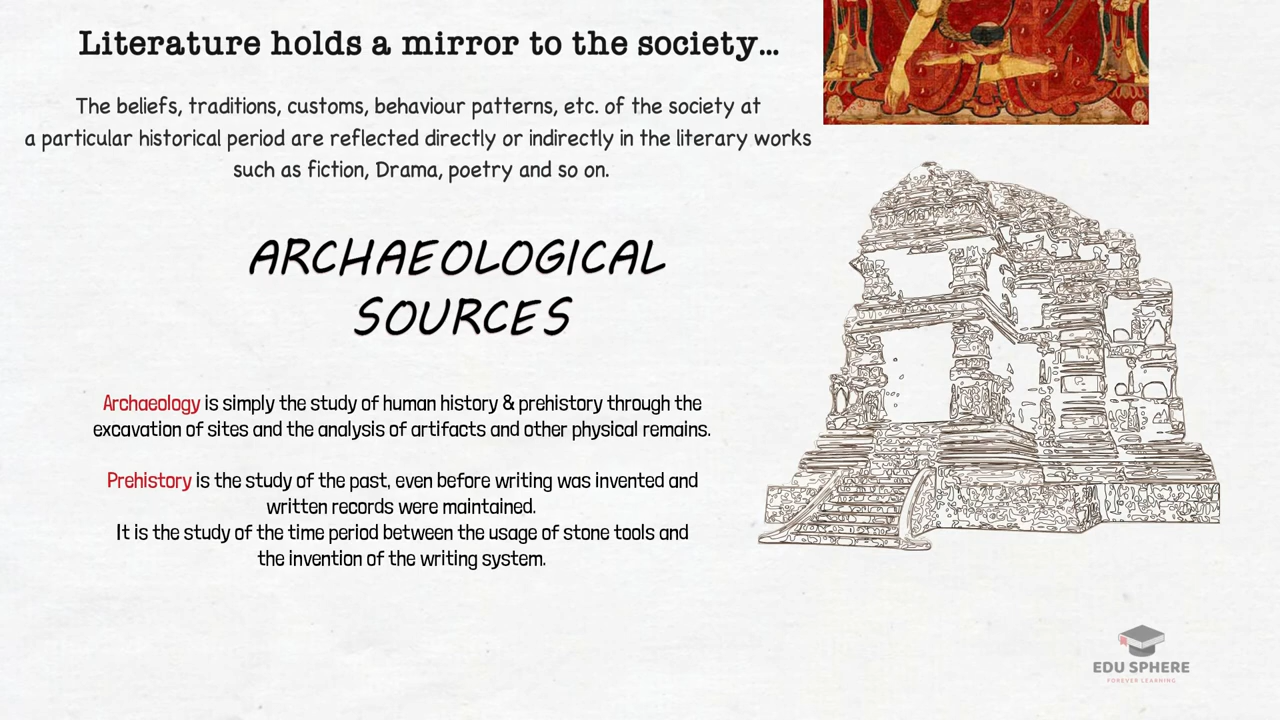 Literature holds a mirror to the society...
The beliefs, traditions, customs, behaviour patterns, etc. of the society at
a particular historical period are reflected directly or indirectly in the literary works
such as fiction, Drama, poetry and so on.
ARCHAEOLOGICAL
SOURCES
Archaeology is simply the study of human history & prehistory through the
excavation of sites and the analysis of artifacts and other physical remains.
Prehistory is the study of the past, even before writing was invented and
written records were maintained.
It is the study of the time period between the usage of stone tools and
the invention of the writing system.
EDU SPHERE
FOREVER LEARNING